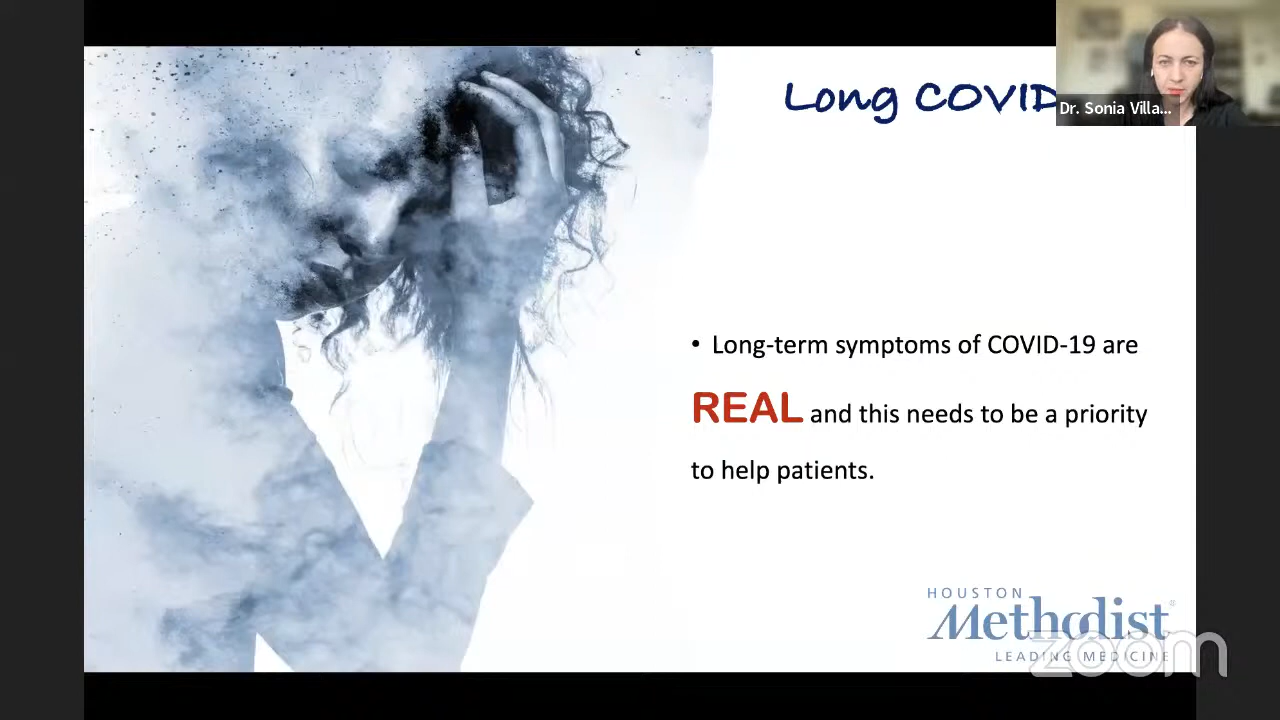 Long COVID
Dr. Sonia Villa...
• Long-term symptoms of COVID-19 are
REAL and this needs to be a priority
to help patients.
HOUSTON
Methodist
LEADING MEDICINE
zoom